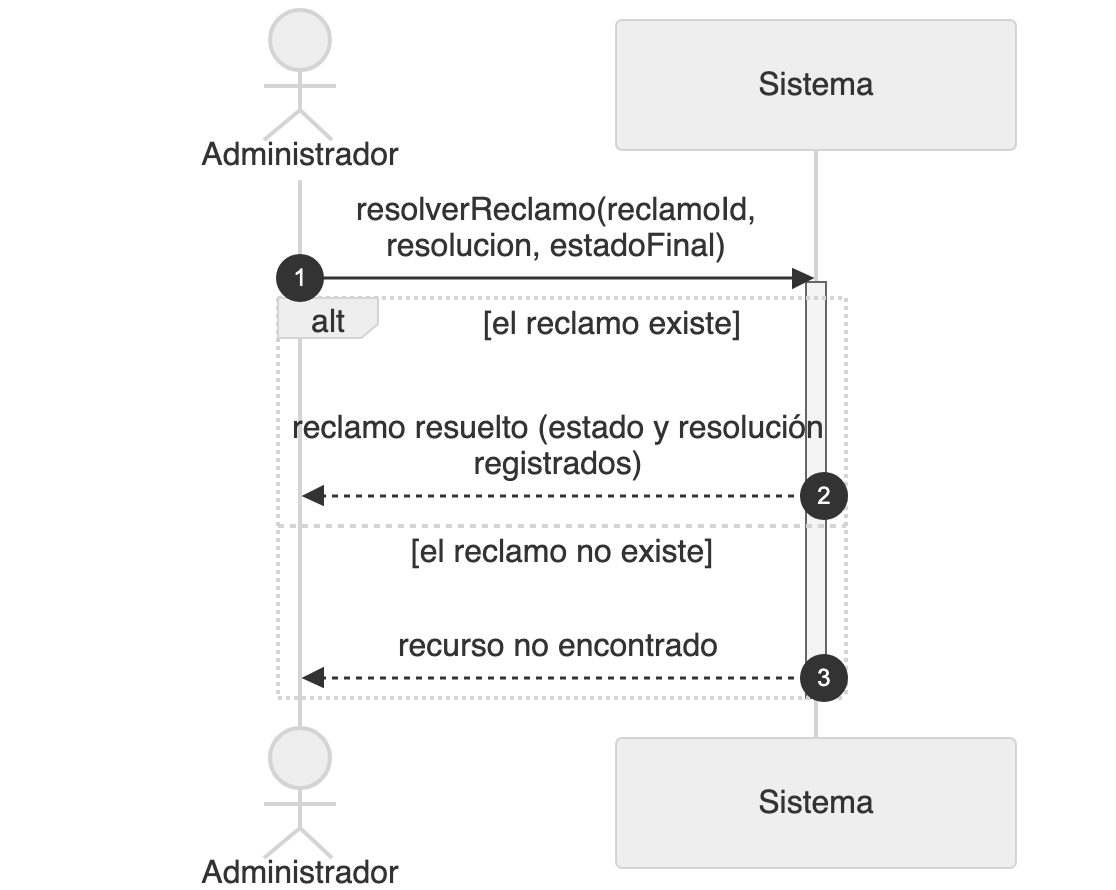 Administrador
Sistema
resolverReclamo(reclamoId,
resolucion, estadoFinal)
1
alt
[el reclamo existe]
reclamo resuelto (estado y resolución
registrados)
2
[el reclamo no existe]
recurso no encontrado
3
Sistema
Administrador